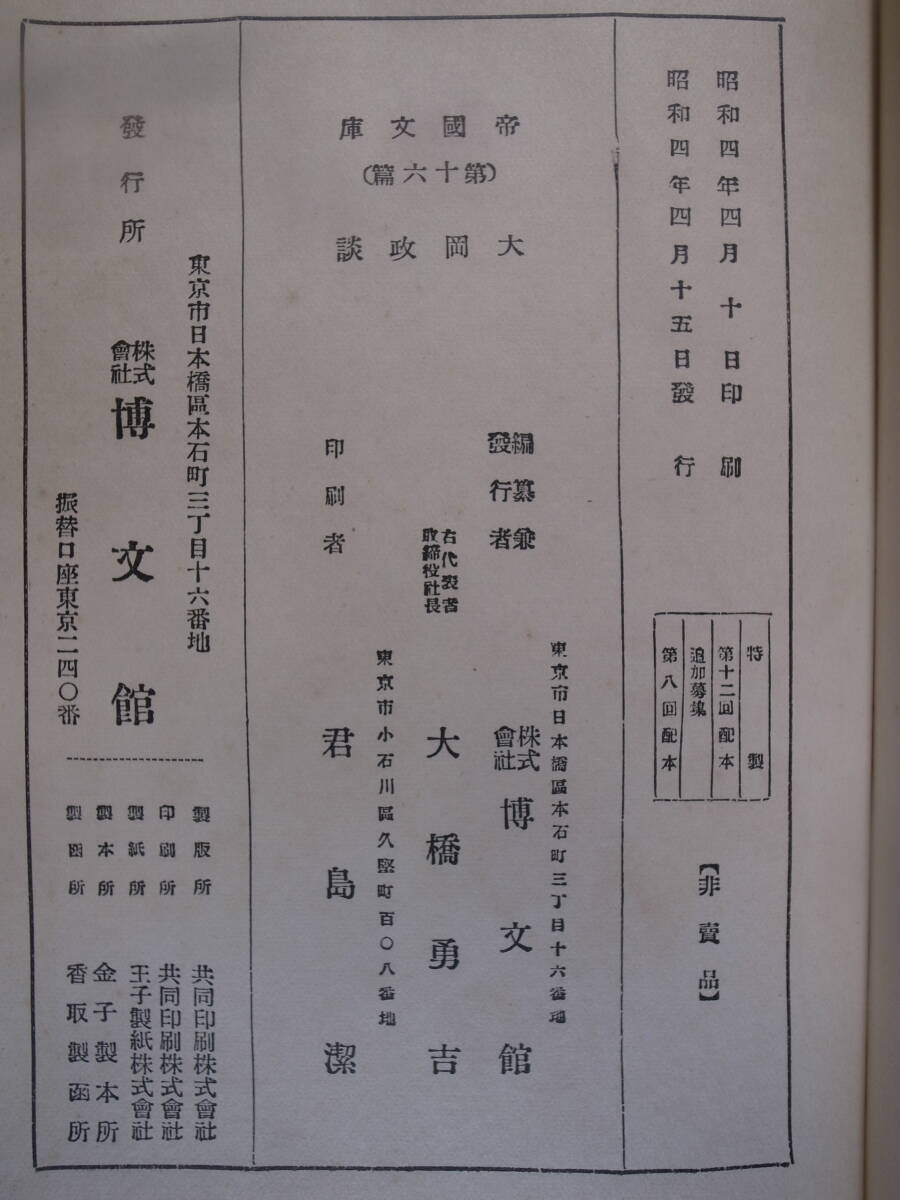 昭和四年四月十日印刷
昭和四年四月十五日發行
特製
第十二回配本
追加募集
第八回配本
【非賣品】
帝國文庫
(第十六篇)
大岡政談
編纂兼
發行者
東京市日本橋區本石町三丁目十六番地
株式
會社
博文館
右代表者
取締役社長
大橋勇吉
印刷者
東京市小石川區久堅町百〇八番地
君島潔
發行所
東京市日本橋區本石町三丁目十六番地
株式
會社
博文館
振替口座東京二四〇番
製版所 共同印刷株式會社
印刷所 共同印刷株式會社
製紙所 王子製紙株式會社
製本所 金子製本所
製函所 香取製函所